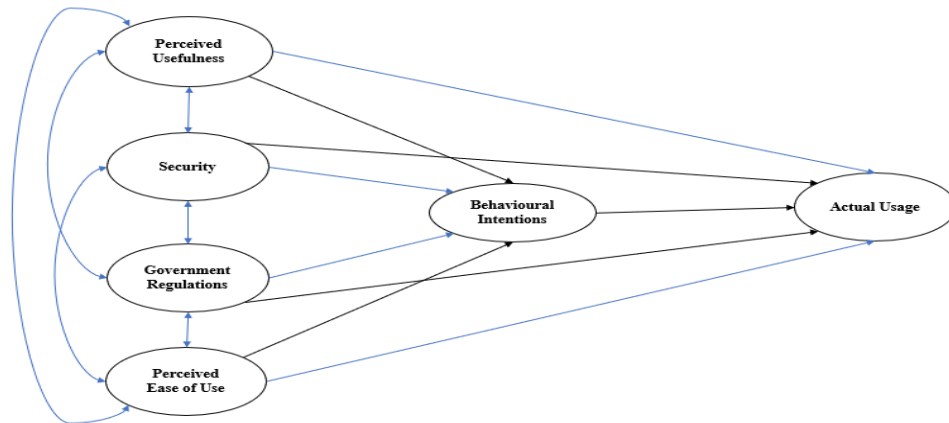 Perceived
Usefulness
Security
Government
Regulations
Perceived
Ease of Use
Behavioural
Intentions
Actual Usage